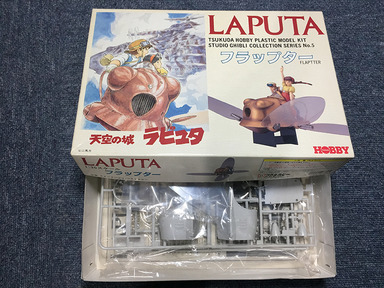 LAPUTA
TSUKUDA HOBBY PLASTIC MODEL KIT
STUDIO GHIBLI COLLECTION SERIES No.5
フラップター
FLAPTTER
天空の城
ラピュタ
HOBBY
LAPUTA
フラップター